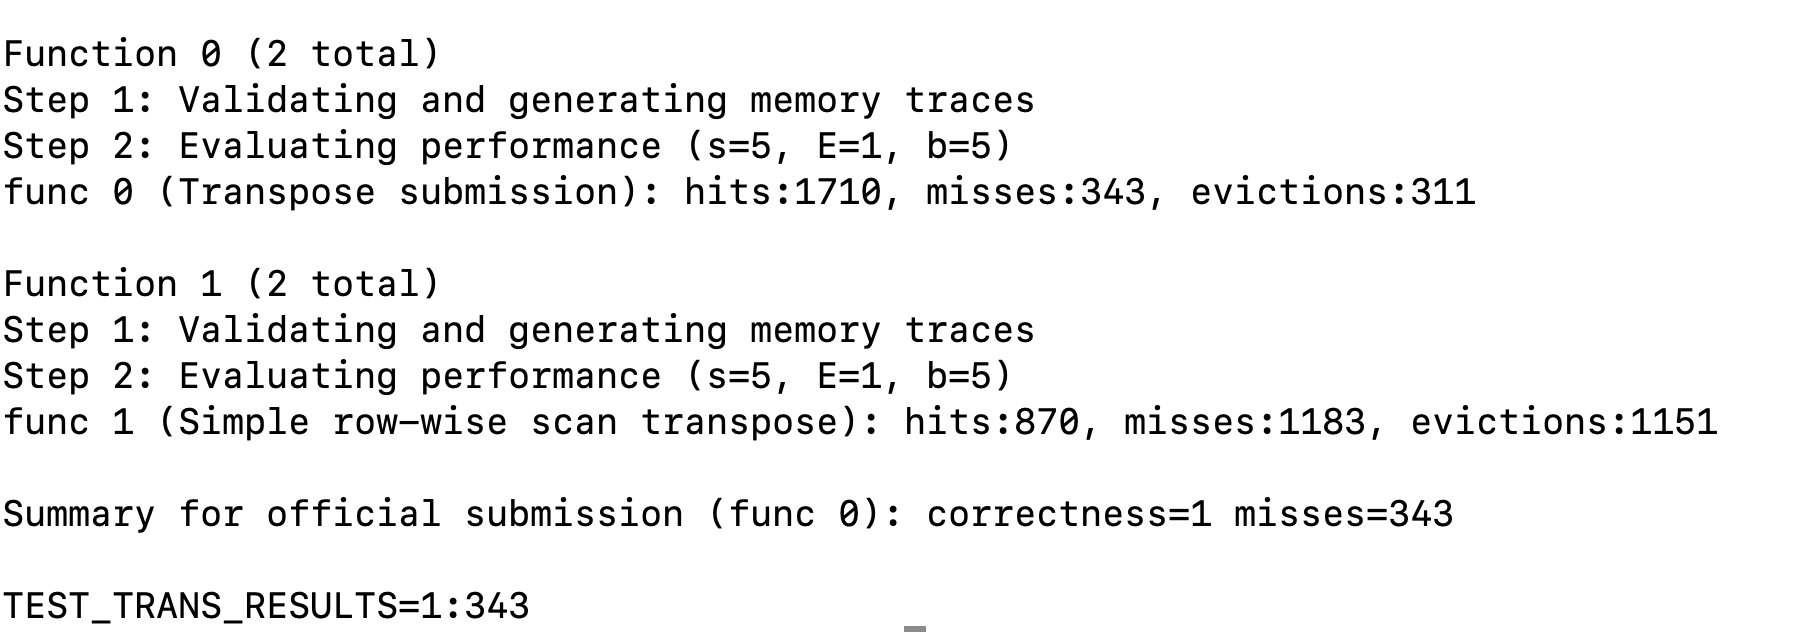 Function 0 (2 total)
Step 1: Validating and generating memory traces
Step 2: Evaluating performance (s=5, E=1, b=5)
func 0 (Transpose submission): hits:1710, misses:343, evictions:311
Function 1 (2 total)
Step 1: Validating and generating memory traces
Step 2: Evaluating performance (s=5, E=1, b=5)
func 1 (Simple row-wise scan transpose): hits:870, misses:1183, evictions:1151
Summary for official submission (func 0): correctness=1 misses=343
TEST_TRANS_RESULTS=1:343